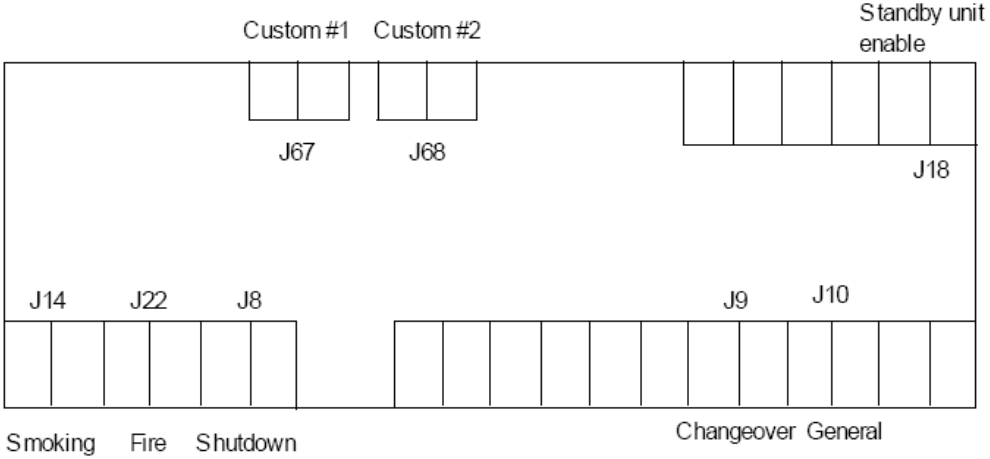 Standby unit
enable
Custom #1 Custom #2
J67 J68
J18
J14 J22 J8 J9 J10
Smoking Fire Shutdown Changeover General